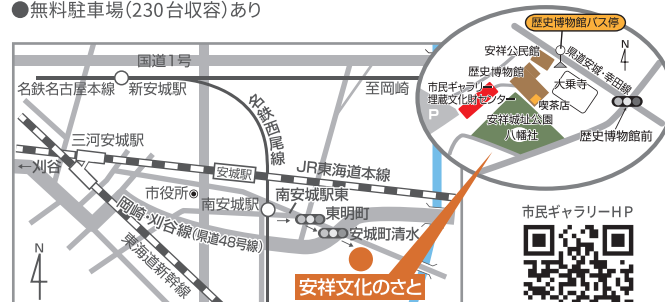 ●無料駐車場（230台収容）あり
国道1号
名鉄名古屋本線
新安城駅
至岡崎
名鉄西尾線
三河安城駅
←刈谷
安城駅
JR東海道本線
市役所
南安城駅
南安城駅東
東明町
安城町清水
岡崎・刈谷線（県道48号線）
東海道新幹線
N
安祥文化のさと
歴史博物館バス停
安祥公民館
県道安城・幸田線
N
歴史博物館
大乗寺
市民ギャラリー
埋蔵文化財センター
喫茶店
P
安祥城址公園
八幡社
歴史博物館前
市民ギャラリーHP